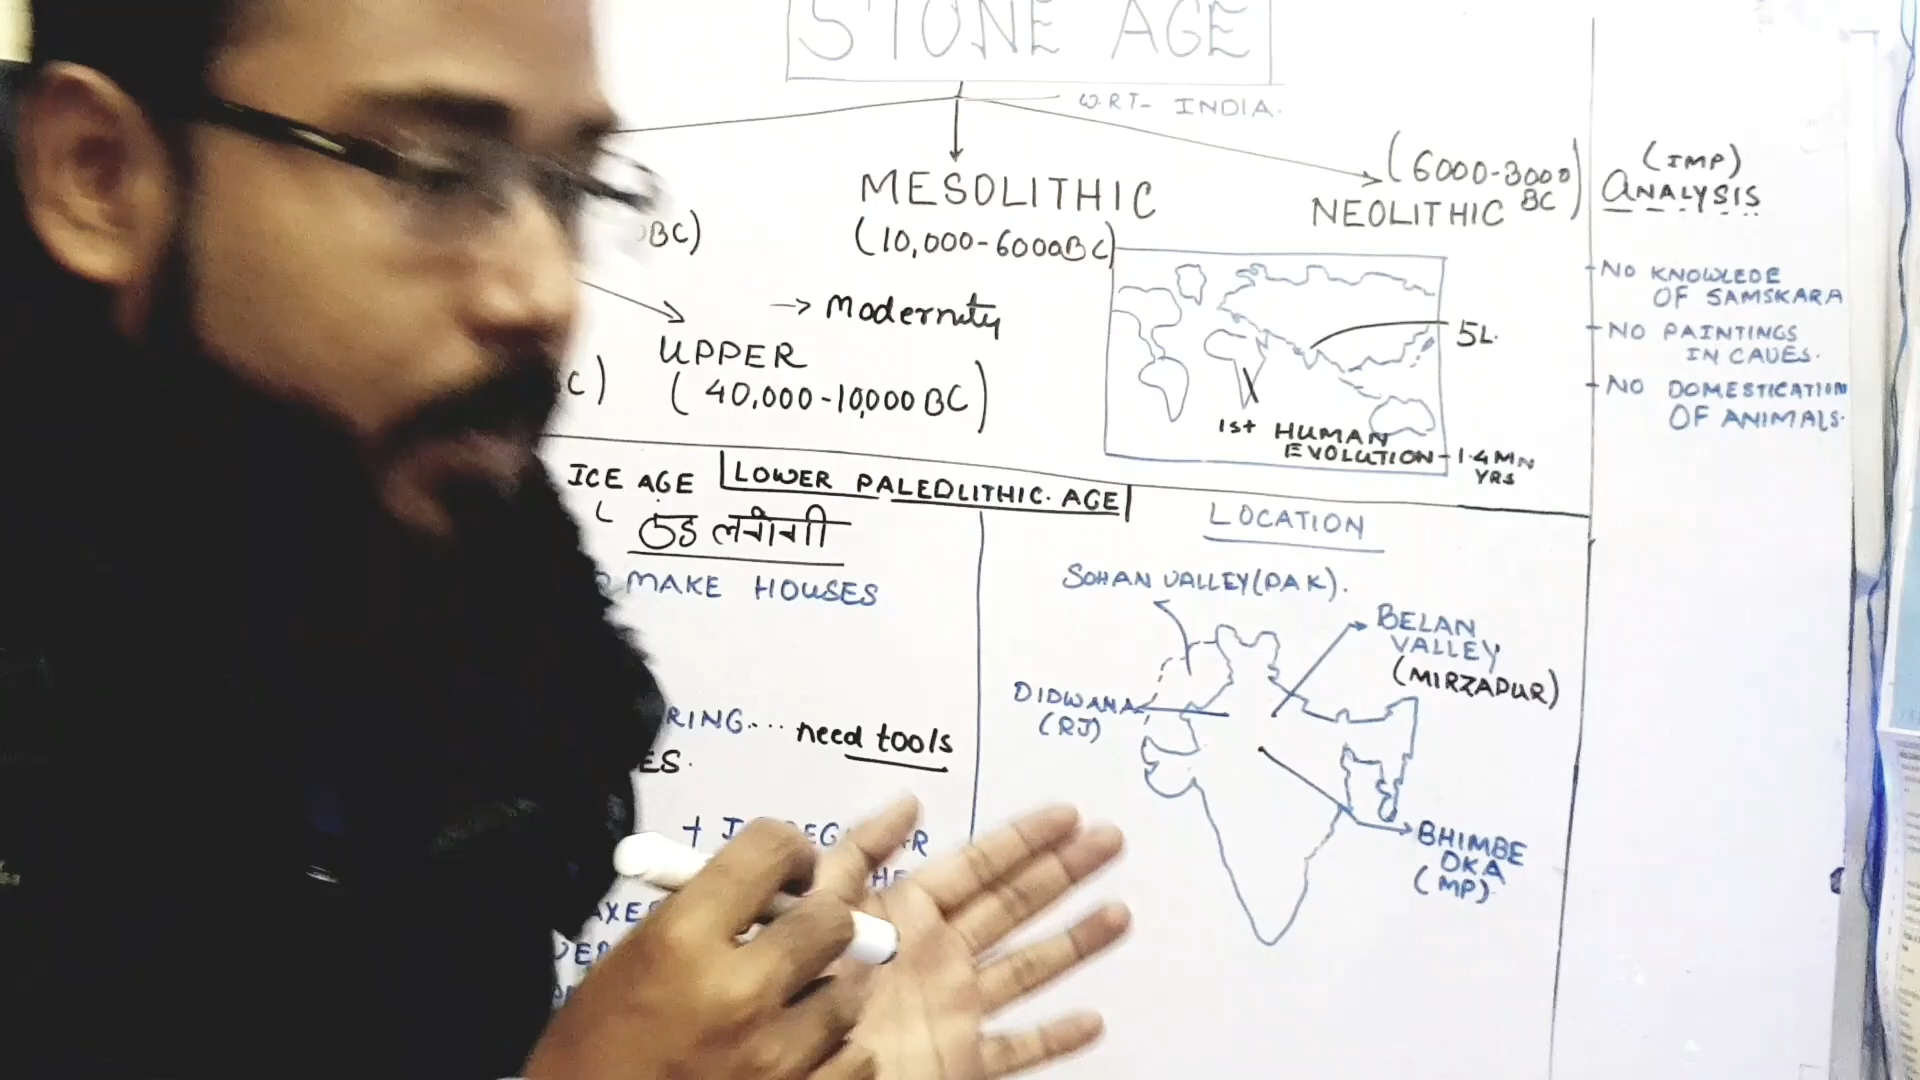 STONE AGE
W.R.T- INDIA.
MESOLITHIC
(10,000-6000BC)
(6000-3000 BC)
NEOLITHIC
BC)
→ Modernity
UPPER
(40,000-10,000 BC)
C)
5L.
1st HUMAN
EVOLUTION-1.4MN
YRS
(IMP)
ANALYSIS
-NO KNOWLEDE
OF SAMSKARA
-NO PAINTINGS
IN CAVES.
-NO DOMESTICATION
OF ANIMALS.
ICE AGE
LOWER PALEOLITHIC. AGE
MAKE HOUSES
RING.... need tools
ES.
AXES
LOCATION
SOHAN VALLEY(PAK).
BELAN
VALLEY
(MIRZAPUR)
DIDWANA
(RJ)
BHIMBE
OKA
(MP)